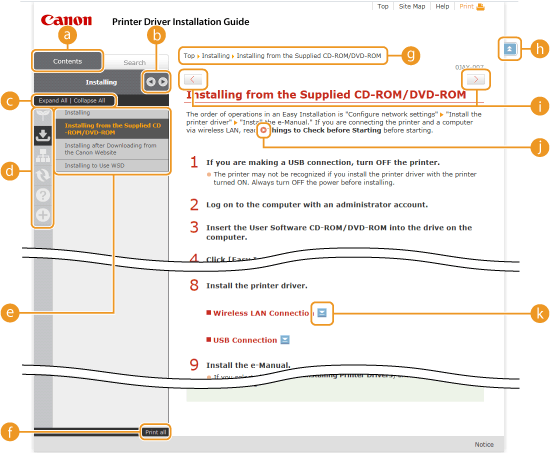 Top | Site Map | Help | Print
Canon Printer Driver Installation Guide
a
b
h
Contents
Search
Top Installing Installing from the Supplied CD-ROM/DVD-ROM
g
Installing
c
Expand All | Collapse All
Installing from the Supplied CD-ROM/DVD-ROM
i
Installing
Installing from the Supplied CD
-ROM/DVD-ROM
Installing after Downloading from
the Canon Website
Installing to Use WSD
The order of operations in an Easy Installation is "Configure network settings" "Install the
printer driver" "Install the e-Manual." If you are connecting the printer and a computer
via wireless LAN, read hings to Check before Starting before starting.
j
d
1 If you are making a USB connection, turn OFF the printer.
The printer may not be recognized if you install the printer driver with the printer
turned ON. Always turn OFF the power before installing.
2 Log on to the computer with an administrator account.
3 Insert the User Software CD-ROM/DVD-ROM into the drive on the
computer.
4 Click [Easy
8 Install the printer driver.
e
Wireless LAN Connection
k
USB Connection
9 Install the e-Manual.
If you
Printer Drivers
f
Print all
Notice